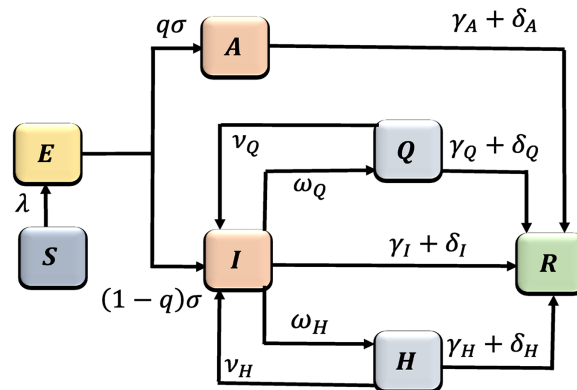 qσ
A
γ_A + δ_A
E
ν_Q
Q
γ_Q + δ_Q
ω_Q
λ
S
I
γ_I + δ_I
R
(1 − q)σ
ω_H
ν_H
H
γ_H + δ_H